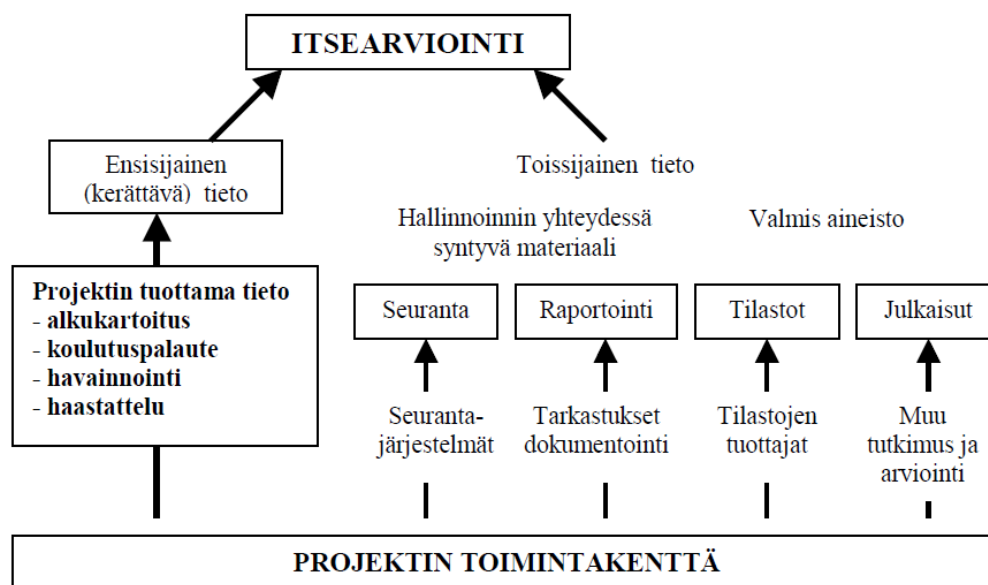 ITSEARVIOINTI
Ensisijainen
(kerättävä) tieto
Toissijainen tieto
Hallinnoinnin yhteydessä
syntyvä materiaali
Valmis aineisto
Projektin tuottama tieto
- alkukartoitus
- koulutuspalaute
- havainnointi
- haastattelu
Seuranta
Raportointi
Tilastot
Julkaisut
Seuranta-
järjestelmät
Tarkastukset
dokumentointi
Tilastojen
tuottajat
Muu
tutkimus ja
arviointi
PROJEKTIN TOIMINTAKENTTÄ